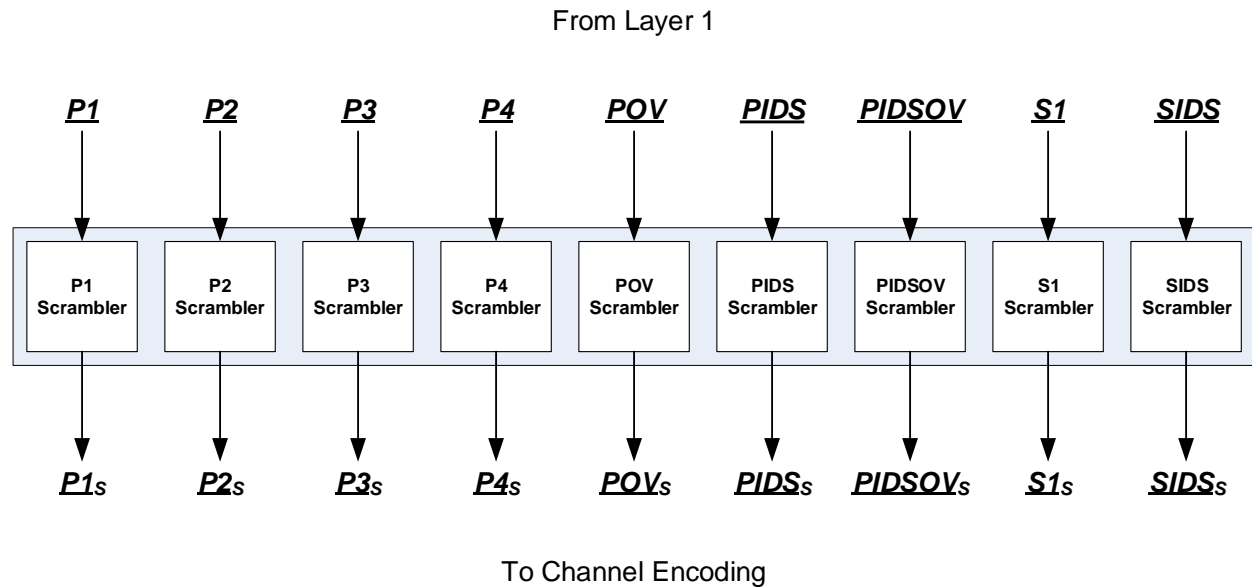 From Layer 1
P1 P2 P3 P4 POV PIDS PIDSOV S1 SIDS
P1 P2 P3 P4 POV PIDS PIDSOV S1 SIDS
Scrambler Scrambler Scrambler Scrambler Scrambler Scrambler Scrambler Scrambler Scrambler
P1S P2S P3S P4S POVS PIDSS PIDSOVS S1S SIDSS
To Channel Encoding